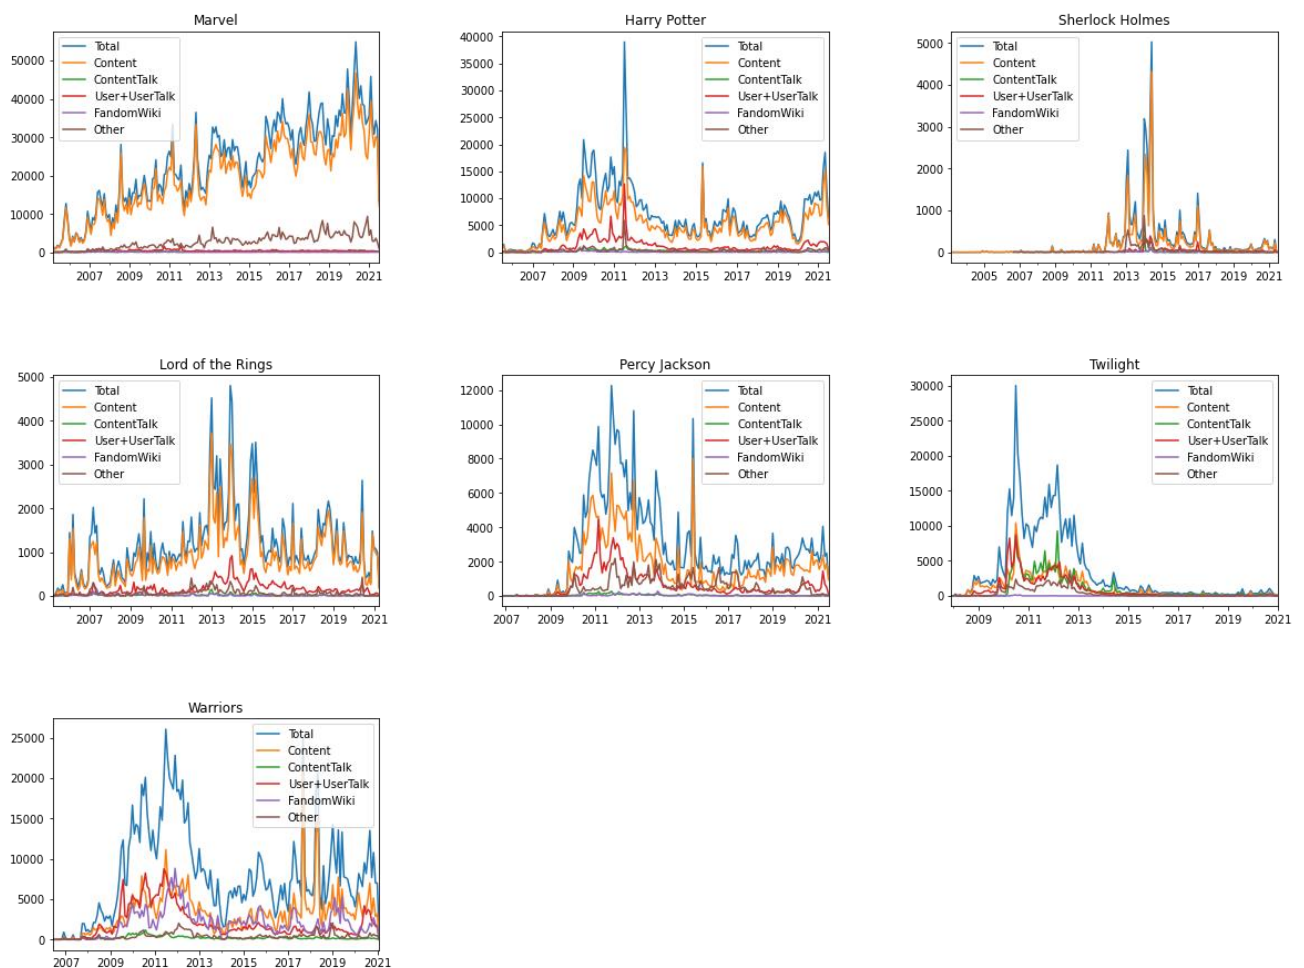 Marvel
Total
Content
ContentTalk
User+UserTalk
FandomWiki
Other
50000
40000
30000
20000
10000
0
2007 2009 2011 2013 2015 2017 2019 2021
Harry Potter
Total
Content
ContentTalk
User+UserTalk
FandomWiki
Other
40000
35000
30000
25000
20000
15000
10000
5000
0
2007 2009 2011 2013 2015 2017 2019 2021
Sherlock Holmes
Total
Content
ContentTalk
User+UserTalk
FandomWiki
Other
5000
4000
3000
2000
1000
0
2005 2007 2009 2011 2013 2015 2017 2019 2021
Lord of the Rings
Total
Content
ContentTalk
User+UserTalk
FandomWiki
Other
5000
4000
3000
2000
1000
0
2007 2009 2011 2013 2015 2017 2019 2021
Percy Jackson
Total
Content
ContentTalk
User+UserTalk
FandomWiki
Other
12000
10000
8000
6000
4000
2000
0
2007 2009 2011 2013 2015 2017 2019 2021
Twilight
Total
Content
ContentTalk
User+UserTalk
FandomWiki
Other
30000
25000
20000
15000
10000
5000
0
2009 2011 2013 2015 2017 2019 2021
Warriors
Total
Content
ContentTalk
User+UserTalk
FandomWiki
Other
25000
20000
15000
10000
5000
0
2007 2009 2011 2013 2015 2017 2019 2021